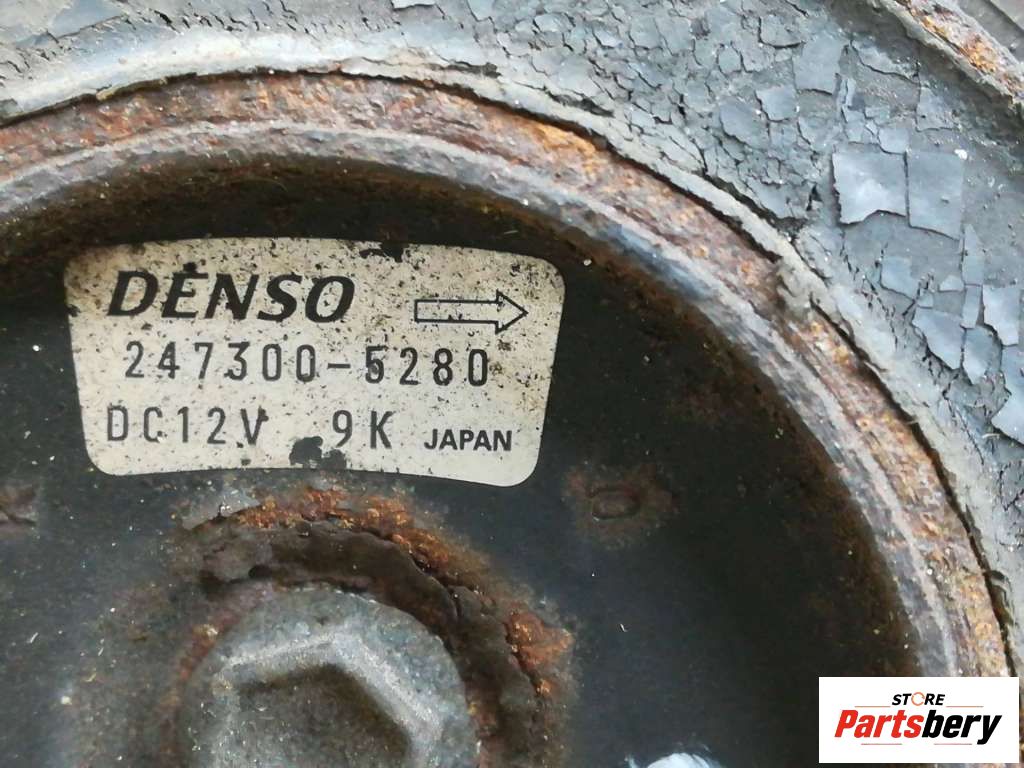 DENSO
247300-5280
DC12V 9K JAPAN
STORE
Partsbery